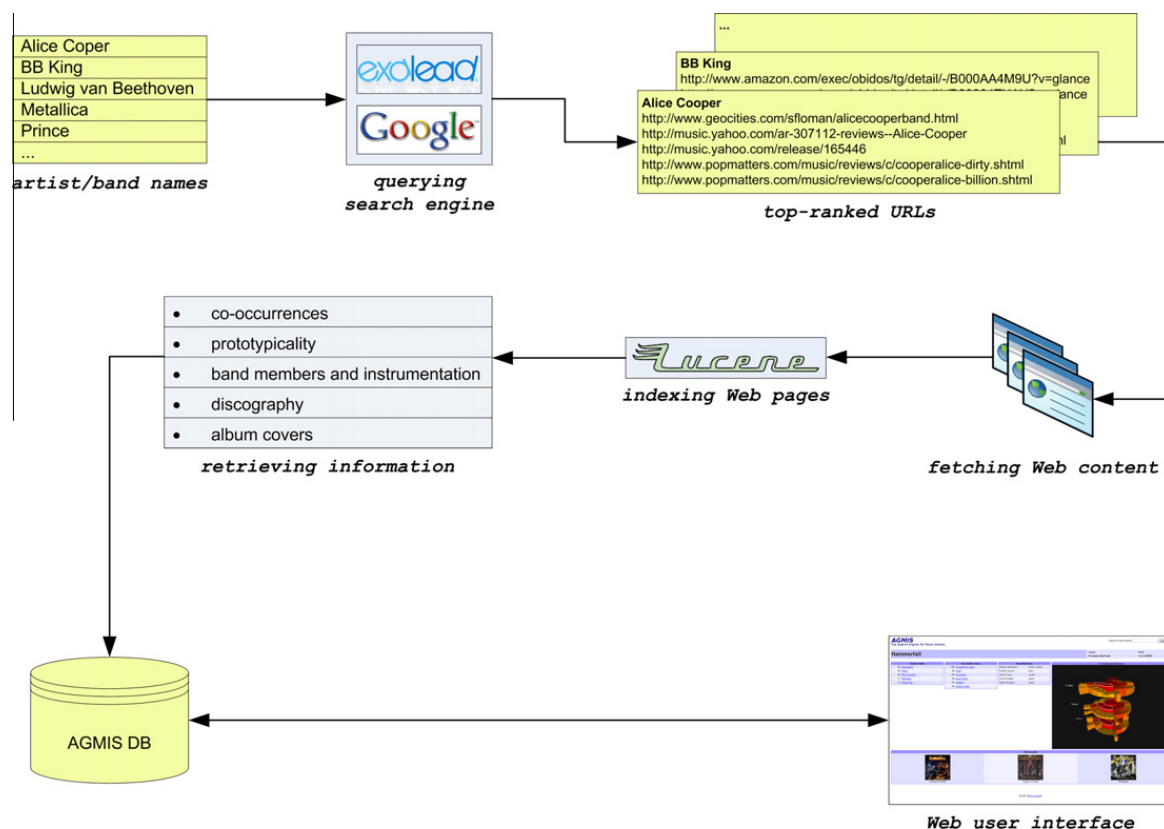 Alice Coper
BB King
Ludwig van Beethoven
Metallica
Prince
...
artist/band names
exalead
Google™
querying
search engine
...
BB King
http://www.amazon.com/exec/obidos/tg/detail/-/B000AA4M9U?v=glance
glance
Alice Cooper
http://www.geocities.com/sfloman/alicecooperband.html
http://music.yahoo.com/ar-307112-reviews--Alice-Cooper
http://music.yahoo.com/release/165446
http://www.popmatters.com/music/reviews/c/cooperalice-dirty.shtml
http://www.popmatters.com/music/reviews/c/cooperalice-billion.shtml
top-ranked URLs
• co-occurrences
• prototypicality
• band members and instrumentation
• discography
• album covers
retrieving information
Lucene
indexing Web pages
fetching Web content
AGMIS DB
AGMIS
Hammerfall
Web user interface